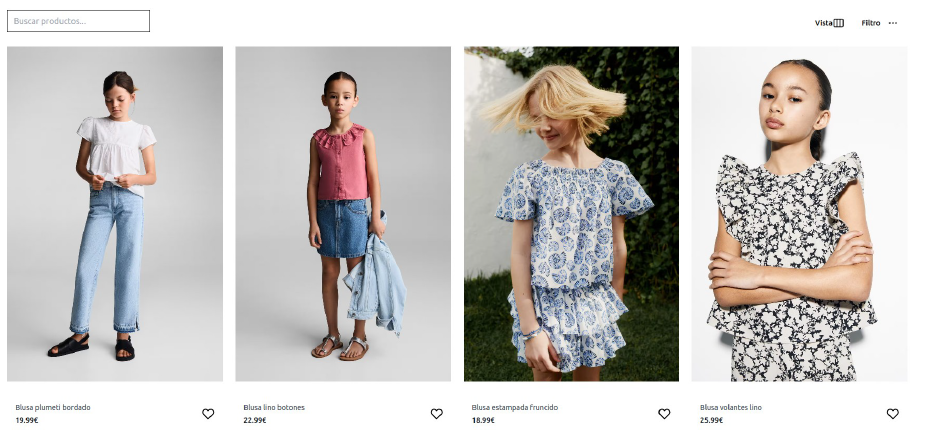 Buscar productos...
Vista
Filtro ...
Blusa plumeti bordado
19.99€
Blusa lino botones
22.99€
Blusa estampada fruncido
18.99€
Blusa volantes lino
25.99€